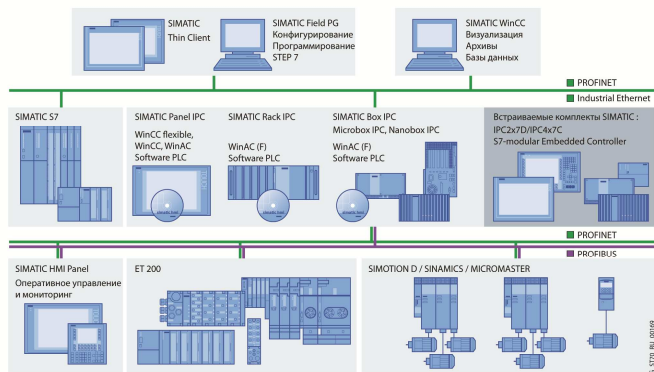 SIMATIC
Thin Client
SIMATIC Field PG
Конфигурирование
Программирование
STEP 7
SIMATIC WinCC
Визуализация
Архивы
Базы данных
PROFINET
Industrial Ethernet
SIMATIC S7
SIMATIC Panel IPC
WinCC flexible,
WinCC, WinAC
Software PLC
SIMATIC Rack IPC
WinAC (F)
Software PLC
SIMATIC Box IPC
Microbox IPC, Nanobox IPC
WinAC (F)
Software PLC
Встраиваемые комплекты SIMATIC :
IPC2x7D/IPC4x7C
S7-modular Embedded Controller
PROFINET
PROFIBUS
SIMATIC HMI Panel
Оперативное управление
и мониторинг
ET 200
SIMOTION D / SINAMICS / MICROMASTER
ST70_RU_00169